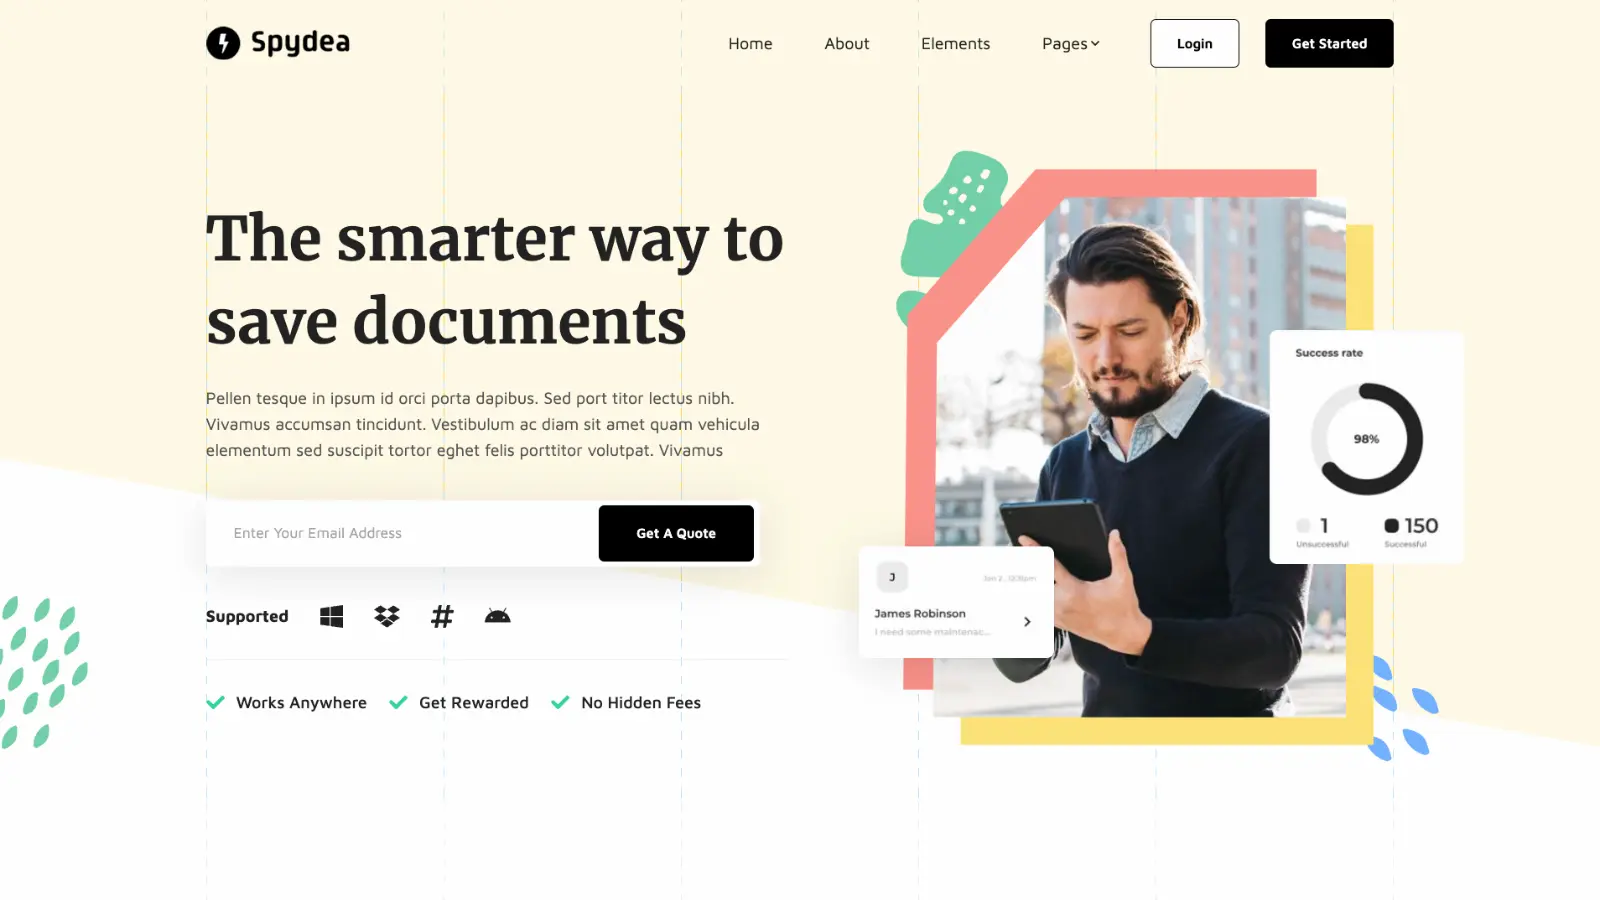 Spydea
Home
About
Elements
Pages
Login
Get Started
The smarter way to
save documents
Pellen tesque in ipsum id orci porta dapibus. Sed port titor lectus nibh.
Vivamus accumsan tincidunt. Vestibulum ac diam sit amet quam vehicula
elementum sed suscipit tortor eghet felis porttitor volutpat. Vivamus
Enter Your Email Address
Get A Quote
Supported
#
Works Anywhere
Get Rewarded
No Hidden Fees
Success rate
98%
1
150
Unsuccessful
Successful
J
Jan 2, 12:31pm
James Robinson
I need some maintenac...